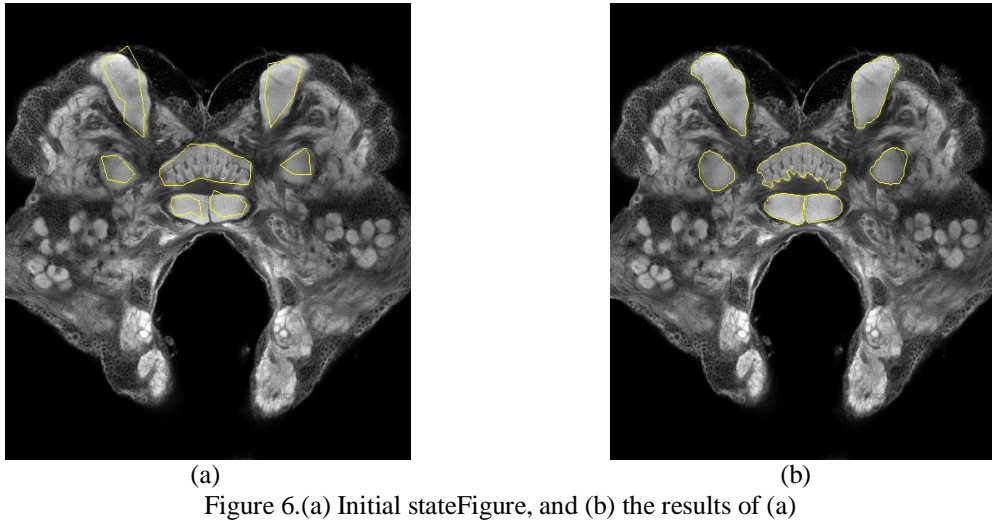 (a) (b)
Figure 6.(a) Initial stateFigure, and (b) the results of (a)